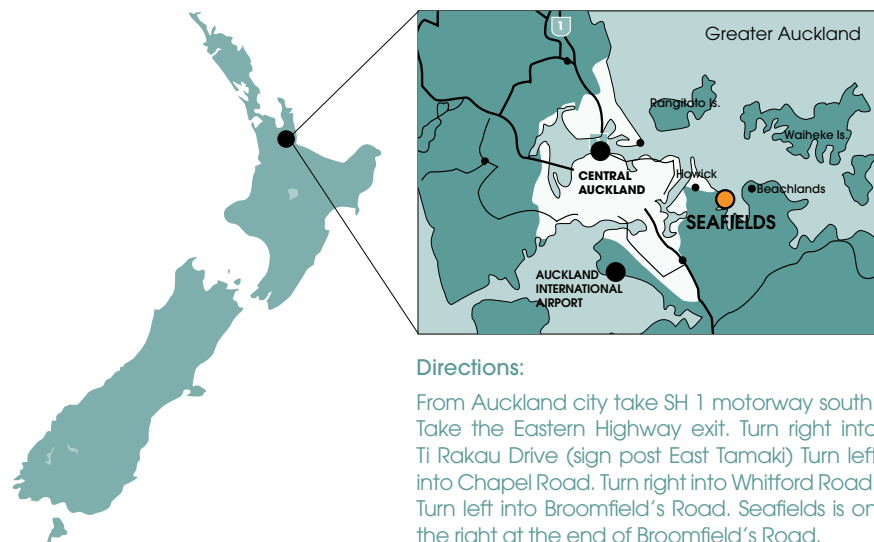 1
Greater Auckland
Rangitoto Is.
Waiheke Is.
CENTRAL
AUCKLAND
Howick
Beachlands
SEAFIELDS
AUCKLAND
INTERNATIONAL
AIRPORT
Directions:
From Auckland city take SH 1 motorway south
Take the Eastern Highway exit. Turn right into
Ti Rakau Drive (sign post East Tamaki) Turn left
into Chapel Road. Turn right into Whitford Road
Turn left into Broomfield's Road. Seafields is on
the right at the end of Broomfield's Road.